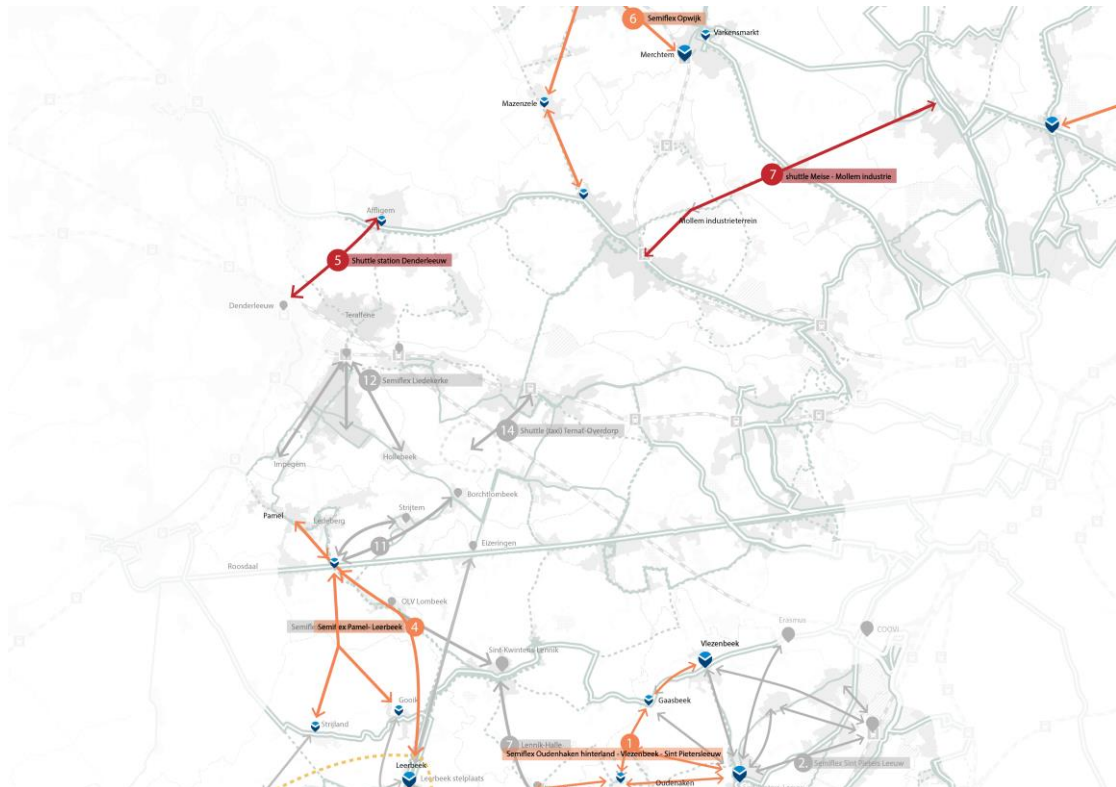 6 Semiflex Opwijk
Varkensmarkt
Merchtem
Mazenzele
7 shuttle Meise - Mollem industrie
Affligem
Mollem industrieterrein
5 Shuttle station Denderleeuw
Denderleeuw
Teralfene
12 Semiflex Liedekerke
14 Shuttle (taxi) Ternat-Overdorp
Impegem
Hollebeek
Borchtlombeek
Pamel
Ledeberg
Strijtem
11
Eizeringen
Roosdaal
OLV Lombeek
Semiflex Pamel- Leerbeek 4
Erasmus
COOVi
Vlezenbeek
Sint Kwintens Lennik
Gaasbeek
Gooik
Strijland
1
7 Lennik-Halle
Semiflex Oudenhaken hinterland - Vlezenbeek - Sint Pietersleeuw
2 Semiflex Sint Pieters Leeuw
Leerbeek
Leerbeek stelplaats
Oudenaken